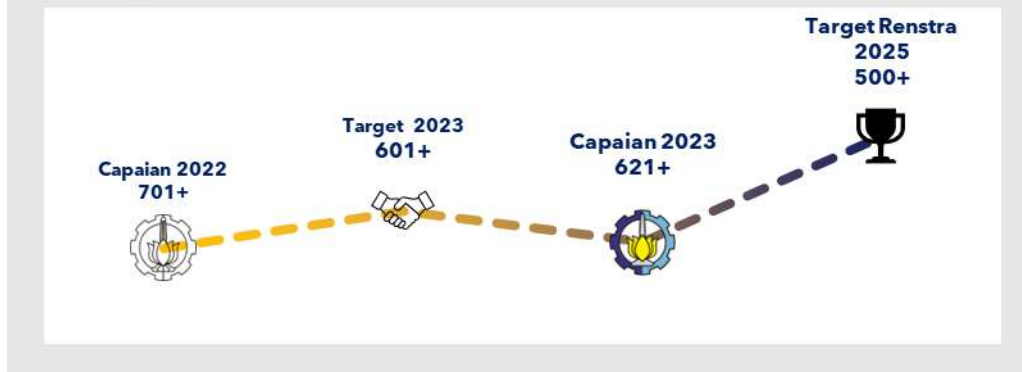 Capaian 2022
701+
Target 2023
601+
Capaian 2023
621+
Target Renstra
2025
500+